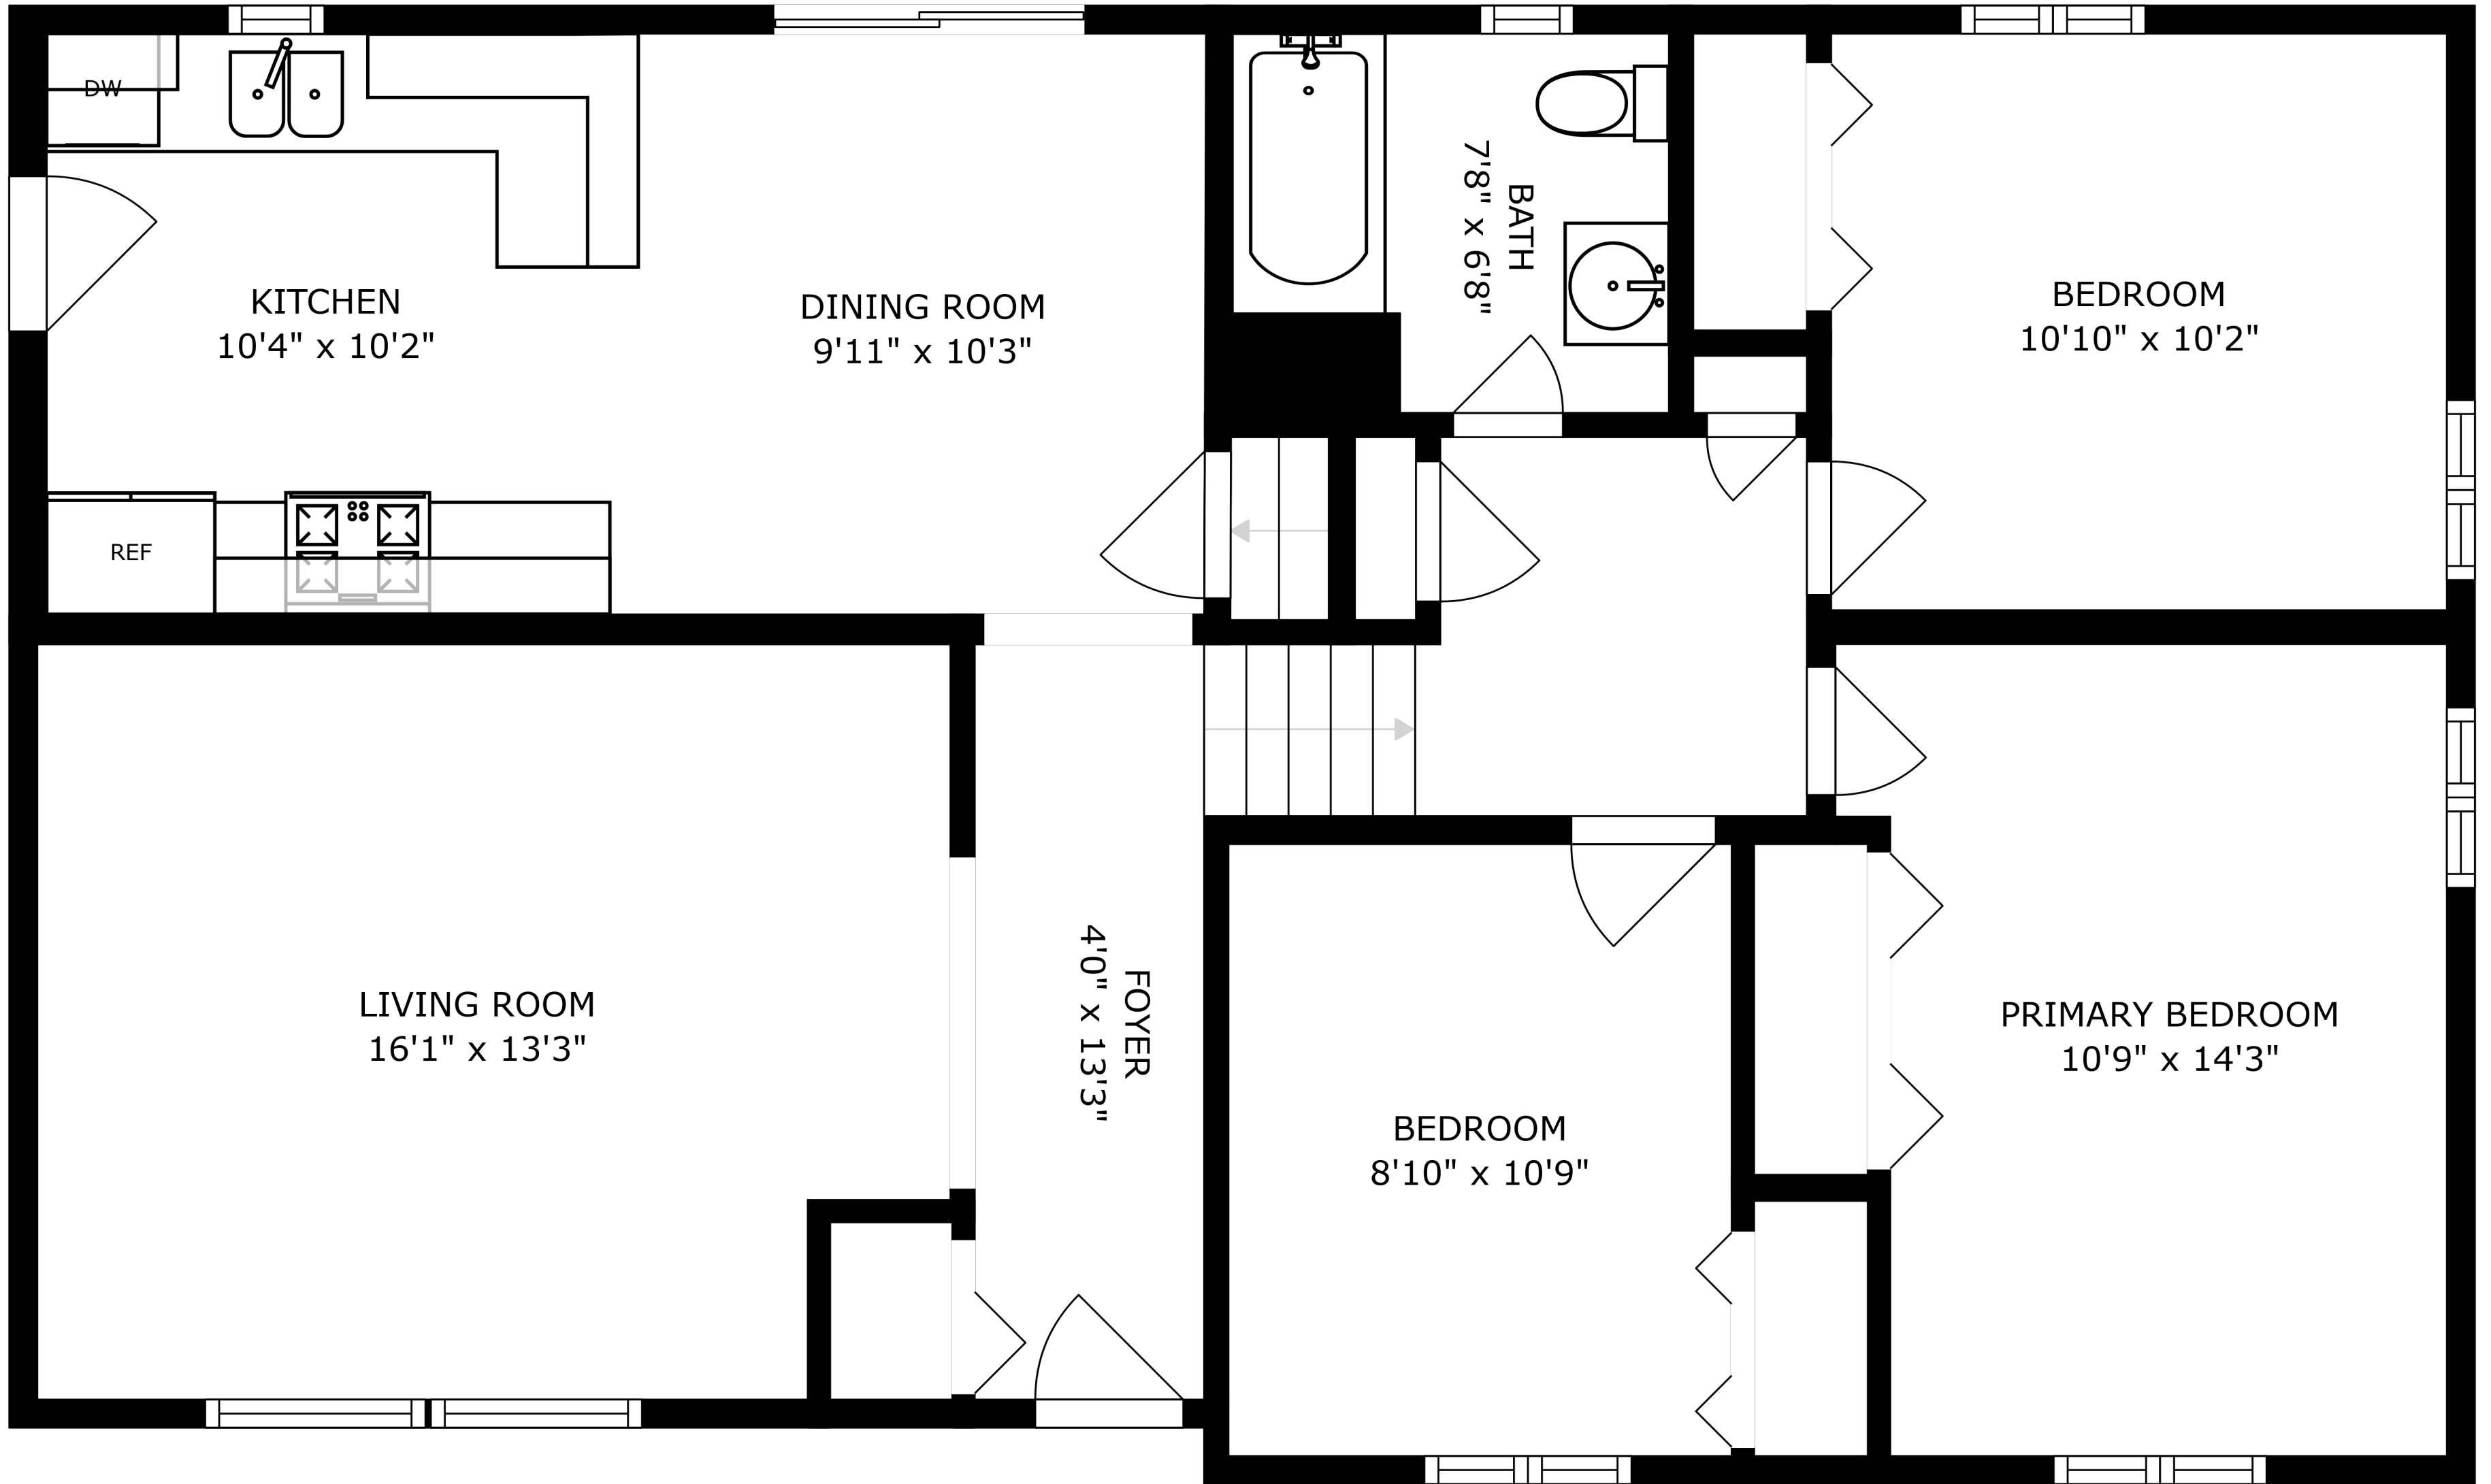 DW
KITCHEN
10'4" x 10'2"
DINING ROOM
9'11" x 10'3"
BATH
7'8" x 6'8"
BEDROOM
10'10" x 10'2"
REF
LIVING ROOM
16'1" x 13'3"
FOYER
4'0" x 13'3"
BEDROOM
8'10" x 10'9"
PRIMARY BEDROOM
10'9" x 14'3"